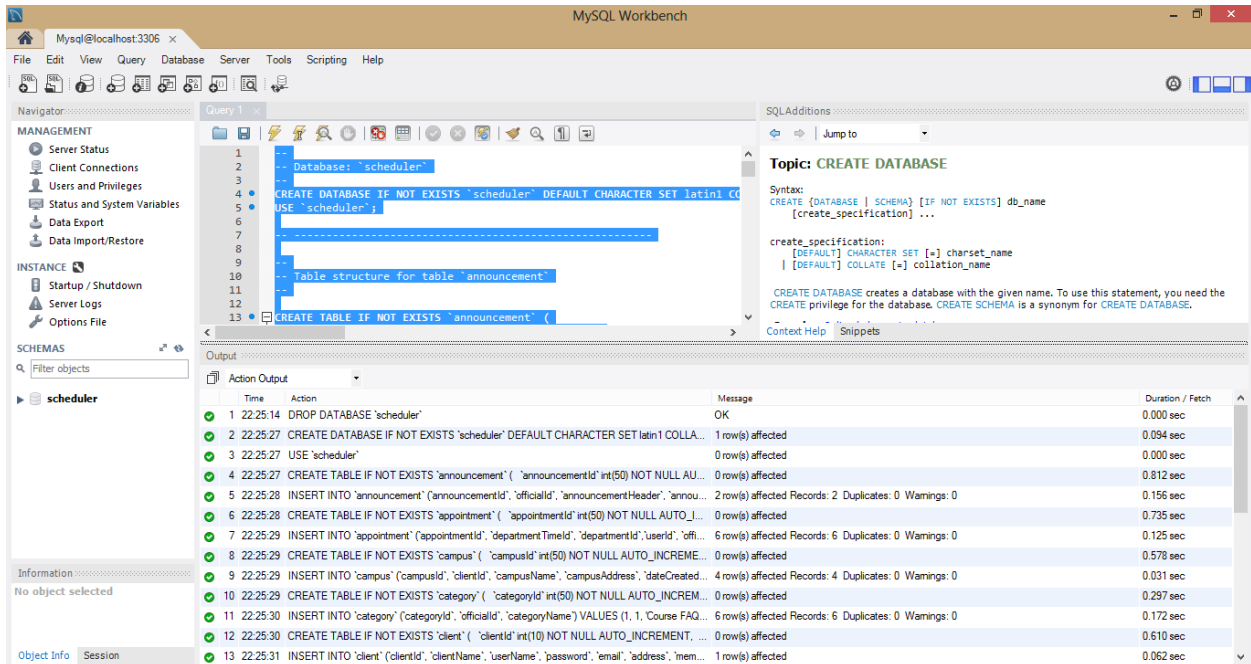 MySQL Workbench
Mysql@localhost:3306
File Edit View Query Database Server Tools Scripting Help
Navigator
MANAGEMENT
Server Status
Client Connections
Users and Privileges
Status and System Variables
Data Export
Data Import/Restore
INSTANCE
Startup / Shutdown
Server Logs
Options File
SCHEMAS
Filter objects
scheduler
Information
No object selected
Object Info Session
Query 1
1 --
2 -- Database: `scheduler`
3 --
4 CREATE DATABASE IF NOT EXISTS `scheduler` DEFAULT CHARACTER SET latin1 CO
5 USE `scheduler`;
6
7 -- --------------------------------------------------------
8
9 --
10 -- Table structure for table `announcement`
11 --
12
13 CREATE TABLE IF NOT EXISTS `announcement` (
SQLAdditions
Jump to
Topic: CREATE DATABASE
Syntax:
CREATE {DATABASE | SCHEMA} [IF NOT EXISTS] db_name
[create_specification] ...
create_specification:
[DEFAULT] CHARACTER SET [=] charset_name
| [DEFAULT] COLLATE [=] collation_name
CREATE DATABASE creates a database with the given name. To use this statement, you need the
CREATE privilege for the database. CREATE SCHEMA is a synonym for CREATE DATABASE.
Context Help Snippets
Output
Action Output
Time Action Message Duration / Fetch
1 22:25:14 DROP DATABASE `scheduler` OK 0.000 sec
2 22:25:27 CREATE DATABASE IF NOT EXISTS `scheduler` DEFAULT CHARACTER SET latin1 COLLA... 1 row(s) affected 0.094 sec
3 22:25:27 USE `scheduler` 0 row(s) affected 0.000 sec
4 22:25:27 CREATE TABLE IF NOT EXISTS `announcement` ( `announcementId` int(50) NOT NULL AU... 0 row(s) affected 0.812 sec
5 22:25:28 INSERT INTO `announcement` (`announcementId`, `officialId`, `announcementHeader`, `annou... 2 row(s) affected Records: 2 Duplicates: 0 Warnings: 0 0.156 sec
6 22:25:28 CREATE TABLE IF NOT EXISTS `appointment` ( `appointmentId` int(50) NOT NULL AUTO_I... 0 row(s) affected 0.735 sec
7 22:25:29 INSERT INTO `appointment` (`appointmentId`, `departmentTimeId`, `departmentId`,`userId`, `offi... 6 row(s) affected Records: 6 Duplicates: 0 Warnings: 0 0.125 sec
8 22:25:29 CREATE TABLE IF NOT EXISTS `campus` ( `campusId` int(50) NOT NULL AUTO_INCREME... 0 row(s) affected 0.578 sec
9 22:25:29 INSERT INTO `campus` (`campusId`, `clientId`, `campusName`, `campusAddress`, `dateCreated... 4 row(s) affected Records: 4 Duplicates: 0 Warnings: 0 0.031 sec
10 22:25:29 CREATE TABLE IF NOT EXISTS `category` ( `categoryId` int(50) NOT NULL AUTO_INCREM... 0 row(s) affected 0.297 sec
11 22:25:30 INSERT INTO `category` (`categoryId`, `officialId`, `categoryName`) VALUES (1, 1, 'Course FAQ... 6 row(s) affected Records: 6 Duplicates: 0 Warnings: 0 0.172 sec
12 22:25:30 CREATE TABLE IF NOT EXISTS `client` ( `clientId` int(10) NOT NULL AUTO_INCREMENT, ... 0 row(s) affected 0.610 sec
13 22:25:31 INSERT INTO `client` (`clientId`, `clientName`, `userName`, `password`, `email`, `address`, `mem... 1 row(s) affected 0.062 sec